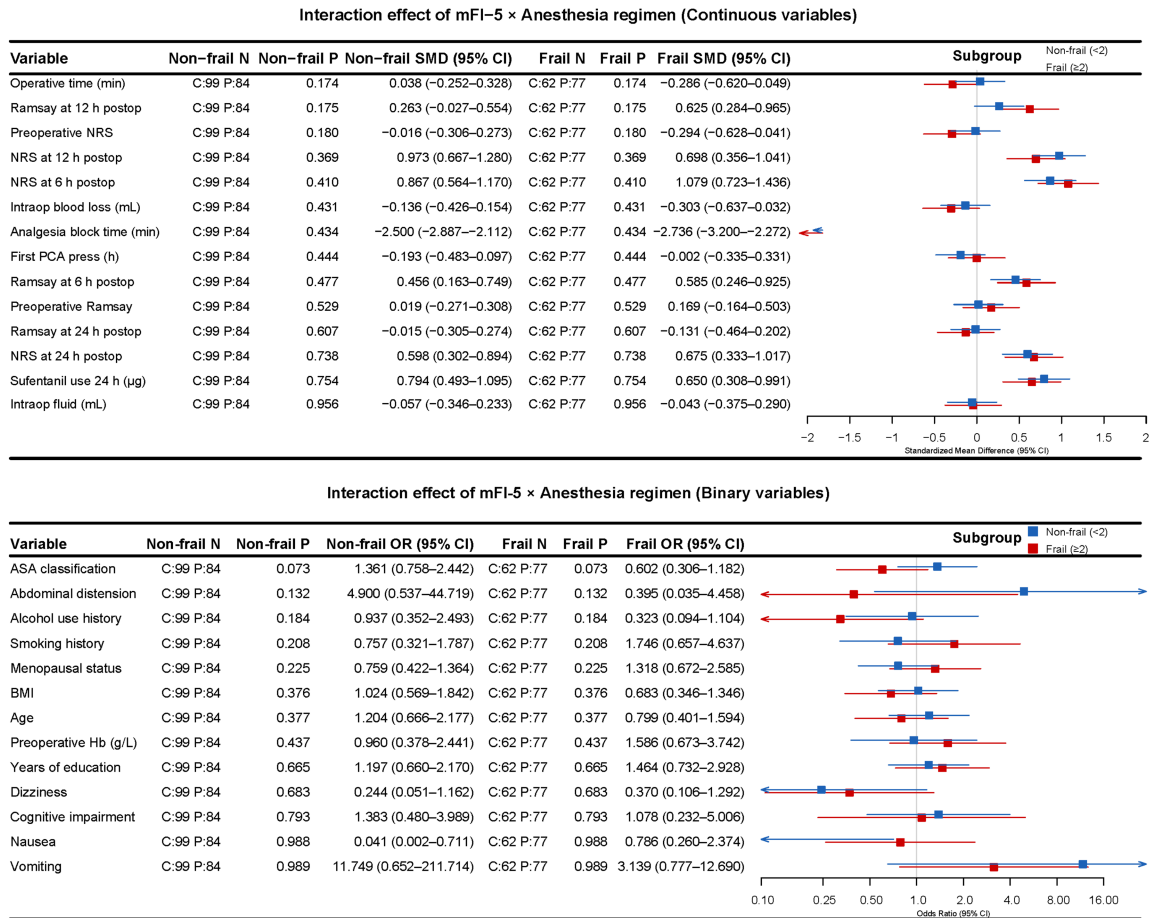 Interaction effect of mFI−5 × Anesthesia regimen (Continuous variables)
Variable Non−frail N Non−frail P Non−frail SMD (95% CI) Frail N Frail P Frail SMD (95% CI) Subgroup Non-frail (<2)
Frail (≥2)
Operative time (min) C:99 P:84 0.174 0.038 (−0.252–0.328) C:62 P:77 0.174 −0.286 (−0.620–0.049)
Ramsay at 12 h postop C:99 P:84 0.175 0.263 (−0.027–0.554) C:62 P:77 0.175 0.625 (0.284–0.965)
Preoperative NRS C:99 P:84 0.180 −0.016 (−0.306–0.273) C:62 P:77 0.180 −0.294 (−0.628–0.041)
NRS at 12 h postop C:99 P:84 0.369 0.973 (0.667–1.280) C:62 P:77 0.369 0.698 (0.356–1.041)
NRS at 6 h postop C:99 P:84 0.410 0.867 (0.564–1.170) C:62 P:77 0.410 1.079 (0.723–1.436)
Intraop blood loss (mL) C:99 P:84 0.431 −0.136 (−0.426–0.154) C:62 P:77 0.431 −0.303 (−0.637–0.032)
Analgesia block time (min) C:99 P:84 0.434 −2.500 (−2.887–−2.112) C:62 P:77 0.434 −2.736 (−3.200–−2.272)
First PCA press (h) C:99 P:84 0.444 −0.193 (−0.483–0.097) C:62 P:77 0.444 −0.002 (−0.335–0.331)
Ramsay at 6 h postop C:99 P:84 0.477 0.456 (0.163–0.749) C:62 P:77 0.477 0.585 (0.246–0.925)
Preoperative Ramsay C:99 P:84 0.529 0.019 (−0.271–0.308) C:62 P:77 0.529 0.169 (−0.164–0.503)
Ramsay at 24 h postop C:99 P:84 0.607 −0.015 (−0.305–0.274) C:62 P:77 0.607 −0.131 (−0.464–0.202)
NRS at 24 h postop C:99 P:84 0.738 0.598 (0.302–0.894) C:62 P:77 0.738 0.675 (0.333–1.017)
Sufentanil use 24 h (μg) C:99 P:84 0.754 0.794 (0.493–1.095) C:62 P:77 0.754 0.650 (0.308–0.991)
Intraop fluid (mL) C:99 P:84 0.956 −0.057 (−0.346–0.233) C:62 P:77 0.956 −0.043 (−0.375–0.290)
−2 −1.5 −1 −0.5 0 0.5 1 1.5 2
Standardized Mean Difference (95% CI)
Interaction effect of mFI-5 × Anesthesia regimen (Binary variables)
Variable Non-frail N Non-frail P Non-frail OR (95% CI) Frail N Frail P Frail OR (95% CI) Subgroup Non-frail (<2)
Frail (≥2)
ASA classification C:99 P:84 0.073 1.361 (0.758–2.442) C:62 P:77 0.073 0.602 (0.306–1.182)
Abdominal distension C:99 P:84 0.132 4.900 (0.537–44.719) C:62 P:77 0.132 0.395 (0.035–4.458)
Alcohol use history C:99 P:84 0.184 0.937 (0.352–2.493) C:62 P:77 0.184 0.323 (0.094–1.104)
Smoking history C:99 P:84 0.208 0.757 (0.321–1.787) C:62 P:77 0.208 1.746 (0.657–4.637)
Menopausal status C:99 P:84 0.225 0.759 (0.422–1.364) C:62 P:77 0.225 1.318 (0.672–2.585)
BMI C:99 P:84 0.376 1.024 (0.569–1.842) C:62 P:77 0.376 0.683 (0.346–1.346)
Age C:99 P:84 0.377 1.204 (0.666–2.177) C:62 P:77 0.377 0.799 (0.401–1.594)
Preoperative Hb (g/L) C:99 P:84 0.437 0.960 (0.378–2.441) C:62 P:77 0.437 1.586 (0.673–3.742)
Years of education C:99 P:84 0.665 1.197 (0.660–2.170) C:62 P:77 0.665 1.464 (0.732–2.928)
Dizziness C:99 P:84 0.683 0.244 (0.051–1.162) C:62 P:77 0.683 0.370 (0.106–1.292)
Cognitive impairment C:99 P:84 0.793 1.383 (0.480–3.989) C:62 P:77 0.793 1.078 (0.232–5.006)
Nausea C:99 P:84 0.988 0.041 (0.002–0.711) C:62 P:77 0.988 0.786 (0.260–2.374)
Vomiting C:99 P:84 0.989 11.749 (0.652–211.714) C:62 P:77 0.989 3.139 (0.777–12.690)
0.10 0.25 0.50 1.0 2.0 4.0 8.00 16.00
Odds Ratio (95% CI)